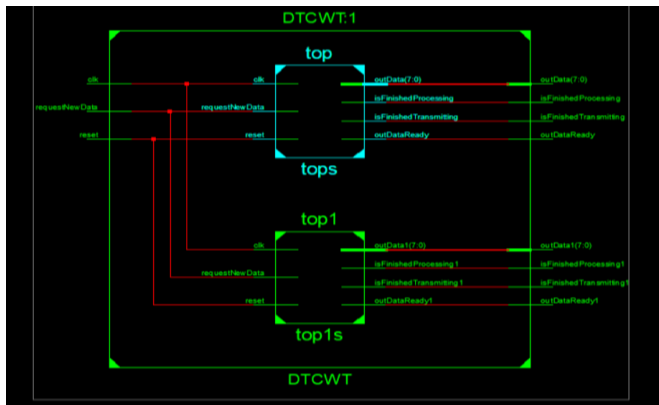 DTCWT:1
top
clk clk outData(7:0) outData(7:0)
requestNewData requestNewData isFinishedProcessing isFinishedProcessing
isFinishedTransmitting isFinishedTransmitting
reset reset outDataReady outDataReady
tops
top1
clk outData1(7:0) outData1(7:0)
isFinishedProcessing1 isFinishedProcessing1
requestNewData isFinishedTransmitting1 isFinishedTransmitting1
reset outDataReady1 outDataReady1
top1s
DTCWT